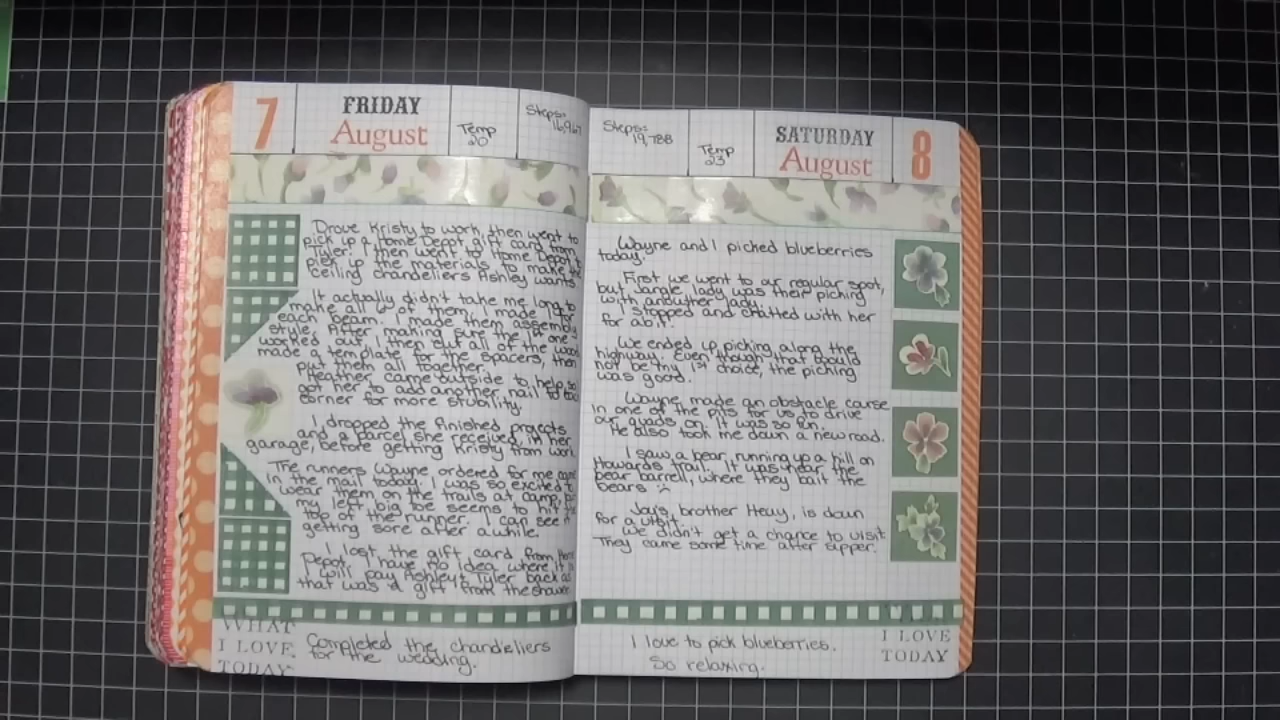 7
FRIDAY
August
Temp
20
Steps:
16,967
Drove Kristy to work, then went to
pick up a Home Depot gift card from
Tyler. I then went to Home Depot
pick up the materials to make the
ceiling chandeliers Ashley wants.
It actually didn't take me long to
make all 6 of them. I made
each beam. I made them assembly
style. After making sure the 1st one
worked out, I then cut all of the wood
made a template for the spacers, then
put them all together.
Heather came outside to help, so
got her to add another nail to
corner for more stubility.
I dropped the finished projects
and a parcel she received, in her
garage, before getting Kristy from work.
The runners Wayne ordered for me
in the mail today. I was so excited
wear them on the trails at camp,
my left, big toe seems to hit the
top of the runner. I can see it
getting sore after a while.
I lost the gift card from Home
Depot. I have no idea where it is
I will pay Ashley & Tyler back as
that was a gift from the shower
WHAT
I LOVE
TODAY
Completed the chandeliers
for the wedding.
Steps:
19,788
Temp
23
SATURDAY
August
8
Wayne and I picked blueberries
today.
First we went to our regular spot,
but Jangle lady was their picking
with anouther lady.
I stopped and chatted with her
for a bit.
We ended up picking along the
highway. Even though that would
not be my 1st choice, the picking
was good.
Wayne made an obstacle carse
in one of the pits for us to drive
our quads on. It was so fun.
He also took me down a new road.
I saw a bear, running up a hill on
Howards trail. It was near the
bear barrell, where they bait the
bears :(
Jay's, brother Heuy, is down
for a visit.
We didn't get a chance to visit
They came some time after supper.
I love to pick blueberries.
So relaxing.
I LOVE
TODAY